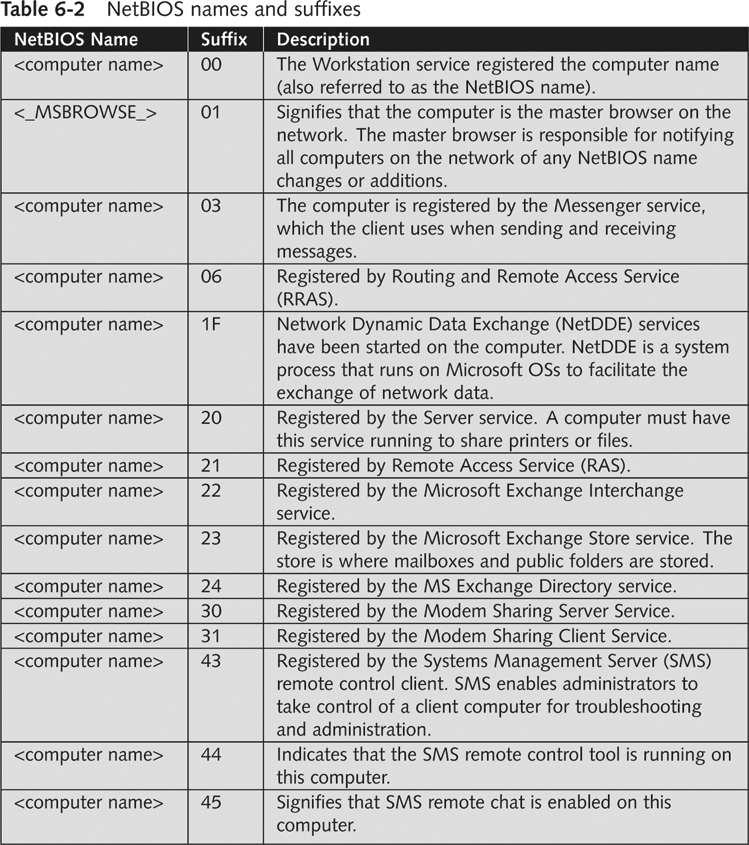 Table 6-2 NetBIOS names and suffixes
NetBIOS Name Suffix Description
<computer name> 00 The Workstation service registered the computer name
(also referred to as the NetBIOS name).
<_MSBROWSE_> 01 Signifies that the computer is the master browser on the
network. The master browser is responsible for notifying
all computers on the network of any NetBIOS name
changes or additions.
<computer name> 03 The computer is registered by the Messenger service,
which the client uses when sending and receiving
messages.
<computer name> 06 Registered by Routing and Remote Access Service
(RRAS).
<computer name> 1F Network Dynamic Data Exchange (NetDDE) services
have been started on the computer. NetDDE is a system
process that runs on Microsoft OSs to facilitate the
exchange of network data.
<computer name> 20 Registered by the Server service. A computer must have
this service running to share printers or files.
<computer name> 21 Registered by Remote Access Service (RAS).
<computer name> 22 Registered by the Microsoft Exchange Interchange
service.
<computer name> 23 Registered by the Microsoft Exchange Store service. The
store is where mailboxes and public folders are stored.
<computer name> 24 Registered by the MS Exchange Directory service.
<computer name> 30 Registered by the Modem Sharing Server Service.
<computer name> 31 Registered by the Modem Sharing Client Service.
<computer name> 43 Registered by the Systems Management Server (SMS)
remote control client. SMS enables administrators to
take control of a client computer for troubleshooting
and administration.
<computer name> 44 Indicates that the SMS remote control tool is running on
this computer.
<computer name> 45 Signifies that SMS remote chat is enabled on this
computer.